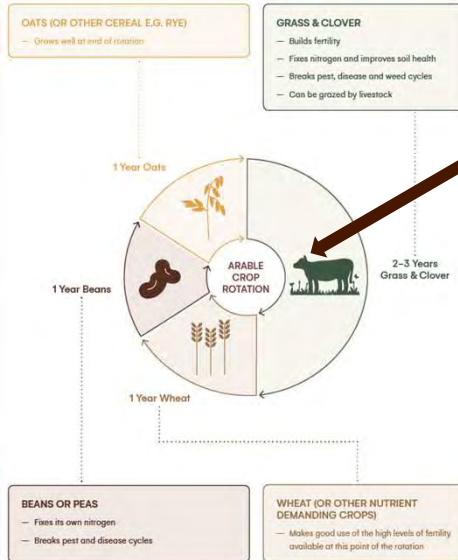 OATS (OR OTHER CEREAL E.G. RYE)
— Grows well at end of rotation
GRASS & CLOVER
— Builds fertility
— Fixes nitrogen and improves soil health
— Breaks pest, disease and weed cycles
— Can be grazed by livestock
1 Year Oats
1 Year Beans
ARABLE
CROP
ROTATION
2–3 Years
Grass & Clover
1 Year Wheat
BEANS OR PEAS
— Fixes its own nitrogen
— Breaks pest and disease cycles
WHEAT (OR OTHER NUTRIENT
DEMANDING CROPS)
— Makes good use of the high levels of fertility
available at this point of the rotation